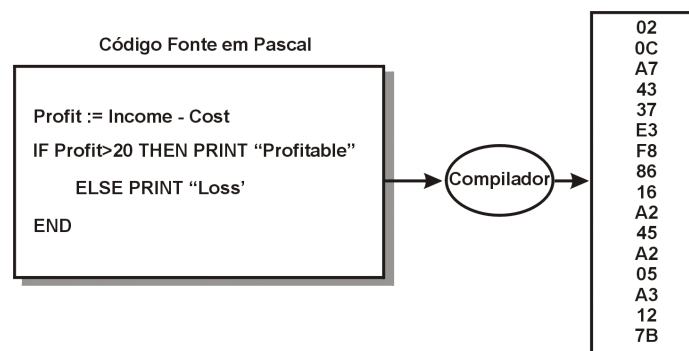 Código Fonte em Pascal
Profit := Income - Cost
IF Profit>20 THEN PRINT “Profitable”
ELSE PRINT “Loss’
END
Compilador
02
0C
A7
43
37
E3
F8
86
16
A2
45
A2
05
A3
12
7B